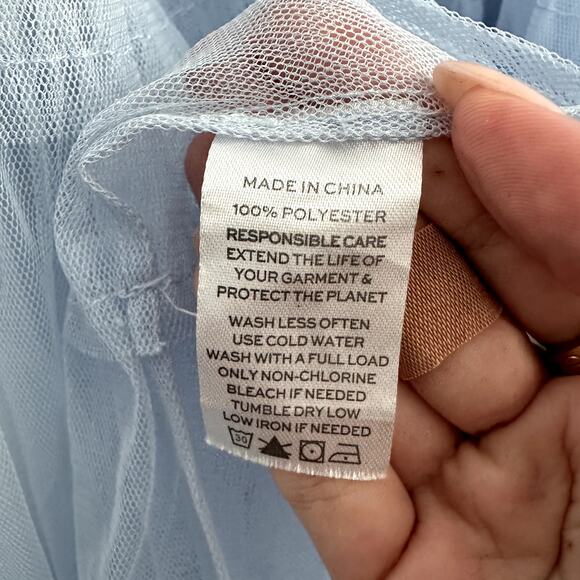 MADE IN CHINA
100% POLYESTER
RESPONSIBLE CARE
EXTEND THE LIFE OF
YOUR GARMENT &
PROTECT THE PLANET
WASH LESS OFTEN
USE COLD WATER
WASH WITH A FULL LOAD
ONLY NON-CHLORINE
BLEACH IF NEEDED
TUMBLE DRY LOW
LOW IRON IF NEEDED
30